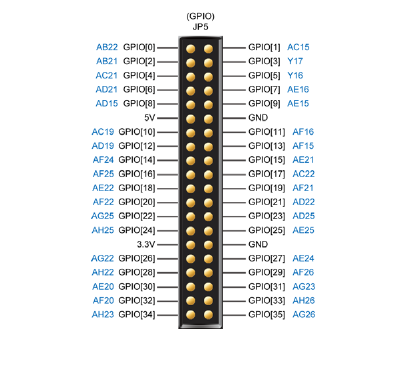 (GPIO)
JP5
AB22 GPIO[0] GPIO[1] AC15
AB21 GPIO[2] GPIO[3] Y17
AC21 GPIO[4] GPIO[5] Y16
AD21 GPIO[6] GPIO[7] AE16
AD15 GPIO[8] GPIO[9] AE15
5V GND
AC19 GPIO[10] GPIO[11] AF16
AD19 GPIO[12] GPIO[13] AF15
AF24 GPIO[14] GPIO[15] AE21
AF25 GPIO[16] GPIO[17] AC22
AE22 GPIO[18] GPIO[19] AF21
AF22 GPIO[20] GPIO[21] AD22
AG25 GPIO[22] GPIO[23] AD25
AH25 GPIO[24] GPIO[25] AE25
3.3V GND
AG22 GPIO[26] GPIO[27] AE24
AH22 GPIO[28] GPIO[29] AF26
AE20 GPIO[30] GPIO[31] AG23
AF20 GPIO[32] GPIO[33] AH26
AH23 GPIO[34] GPIO[35] AG26